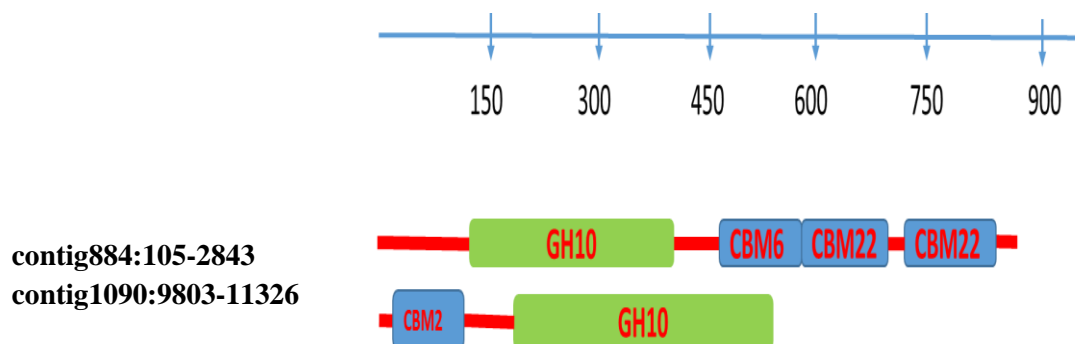 150 300 450 600 750 900
GH10 CBM6 CBM22 CBM22
contig884:105-2843
contig1090:9803-11326
CBM2 GH10